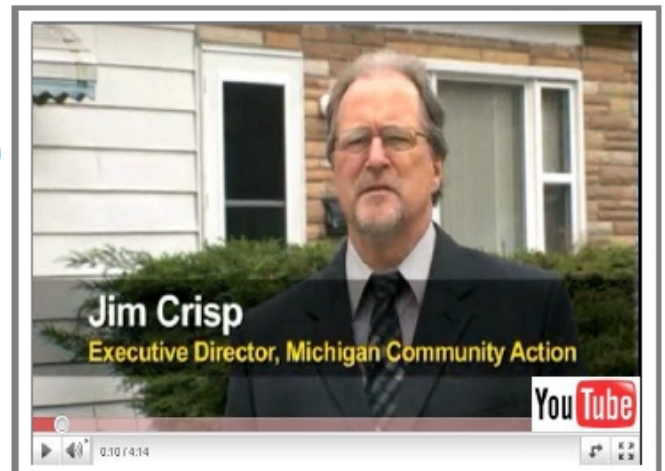 Jim Crisp
Executive Director, Michigan Community Action
YouTube
0:10 / 4:14